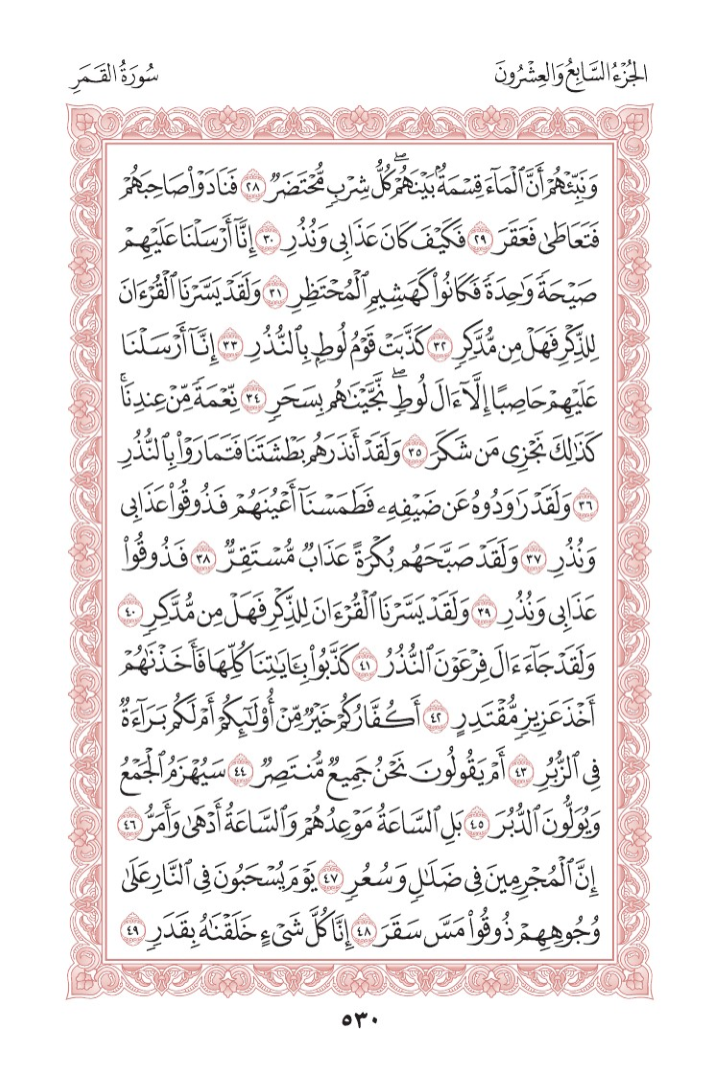 الجُزْءُ السَّابِعُ وَالعِشْرُونَ
سُورَةُ القَمَر
وَنَبِّئْهُمْ أَنَّ ٱلْمَآءَ قِسْمَةُۢ بَيْنَهُمْۖ كُلُّ شِرْبٖ مُّحْتَضَرٞ ٢٨ فَنَادَوْاْ صَاحِبَهُمْ
فَتَعَاطَىٰ فَعَقَرَ ٢٩ فَكَيْفَ كَانَ عَذَابِي وَنُذُرِ ٣٠ إِنَّآ أَرْسَلْنَا عَلَيْهِمْ
صَيْحَةٗ وَٰحِدَةٗ فَكَانُواْ كَهَشِيمِ ٱلْمُحْتَظِرِ ٣١ وَلَقَدْ يَسَّرْنَا ٱلْقُرْءَانَ
لِلذِّكْرِ فَهَلْ مِن مُّدَّكِرٖ ٣٢ كَذَّبَتْ قَوْمُ لُوطِۭ بِٱلنُّذُرِ ٣٣ إِنَّآ أَرْسَلْنَا
عَلَيْهِمْ حَاصِبًا إِلَّآ ءَالَ لُوطٖۖ نَّجَّيْنَٰهُم بِسَحَرٖ ٣٤ نِّعْمَةٗ مِّنْ عِندِنَاۚ
كَذَٰلِكَ نَجْزِي مَن شَكَرَ ٣٥ وَلَقَدْ أَنذَرَهُم بَطْشَتَنَا فَتَمَارَوْاْ بِٱلنُّذُرِ
٣٦ وَلَقَدْ رَٰوَدُوهُ عَن ضَيْفِهِۦ فَطَمَسْنَآ أَعْيُنَهُمْ فَذُوقُواْ عَذَابِي
وَنُذُرِ ٣٧ وَلَقَدْ صَبَّحَهُم بُكْرَةً عَذَابٞ مُّسْتَقِرّٞ ٣٨ فَذُوقُواْ
عَذَابِي وَنُذُرِ ٣٩ وَلَقَدْ يَسَّرْنَا ٱلْقُرْءَانَ لِلذِّكْرِ فَهَلْ مِن مُّدَّكِرٖ ٤٠
وَلَقَدْ جَآءَ ءَالَ فِرْعَوْنَ ٱلنُّذُرُ ٤١ كَذَّبُواْ بِـَٔايَٰتِنَا كُلِّهَا فَأَخَذْنَٰهُمْ
أَخْذَ عَزِيزٖ مُّقْتَدِرٍ ٤٢ أَكُفَّارُكُمْ خَيْرٞ مِّنْ أُوْلَٰٓئِكُمْ أَمْ لَكُم بَرَآءَةٞ
فِي ٱلزُّبُرِ ٤٣ أَمْ يَقُولُونَ نَحْنُ جَمِيعٞ مُّنتَصِرٞ ٤٤ سَيُهْزَمُ ٱلْجَمْعُ
وَيُوَلُّونَ ٱلدُّبُرَ ٤٥ بَلِ ٱلسَّاعَةُ مَوْعِدُهُمْ وَٱلسَّاعَةُ أَدْهَىٰ وَأَمَرُّ ٤٦
إِنَّ ٱلْمُجْرِمِينَ فِي ضَلَٰلٖ وَسُعُرٖ ٤٧ يَوْمَ يُسْحَبُونَ فِي ٱلنَّارِ عَلَىٰ
وُجُوهِهِمْ ذُوقُواْ مَسَّ سَقَرَ ٤٨ إِنَّا كُلَّ شَيْءٍ خَلَقْنَٰهُ بِقَدَرٖ ٤٩
٥٣٠